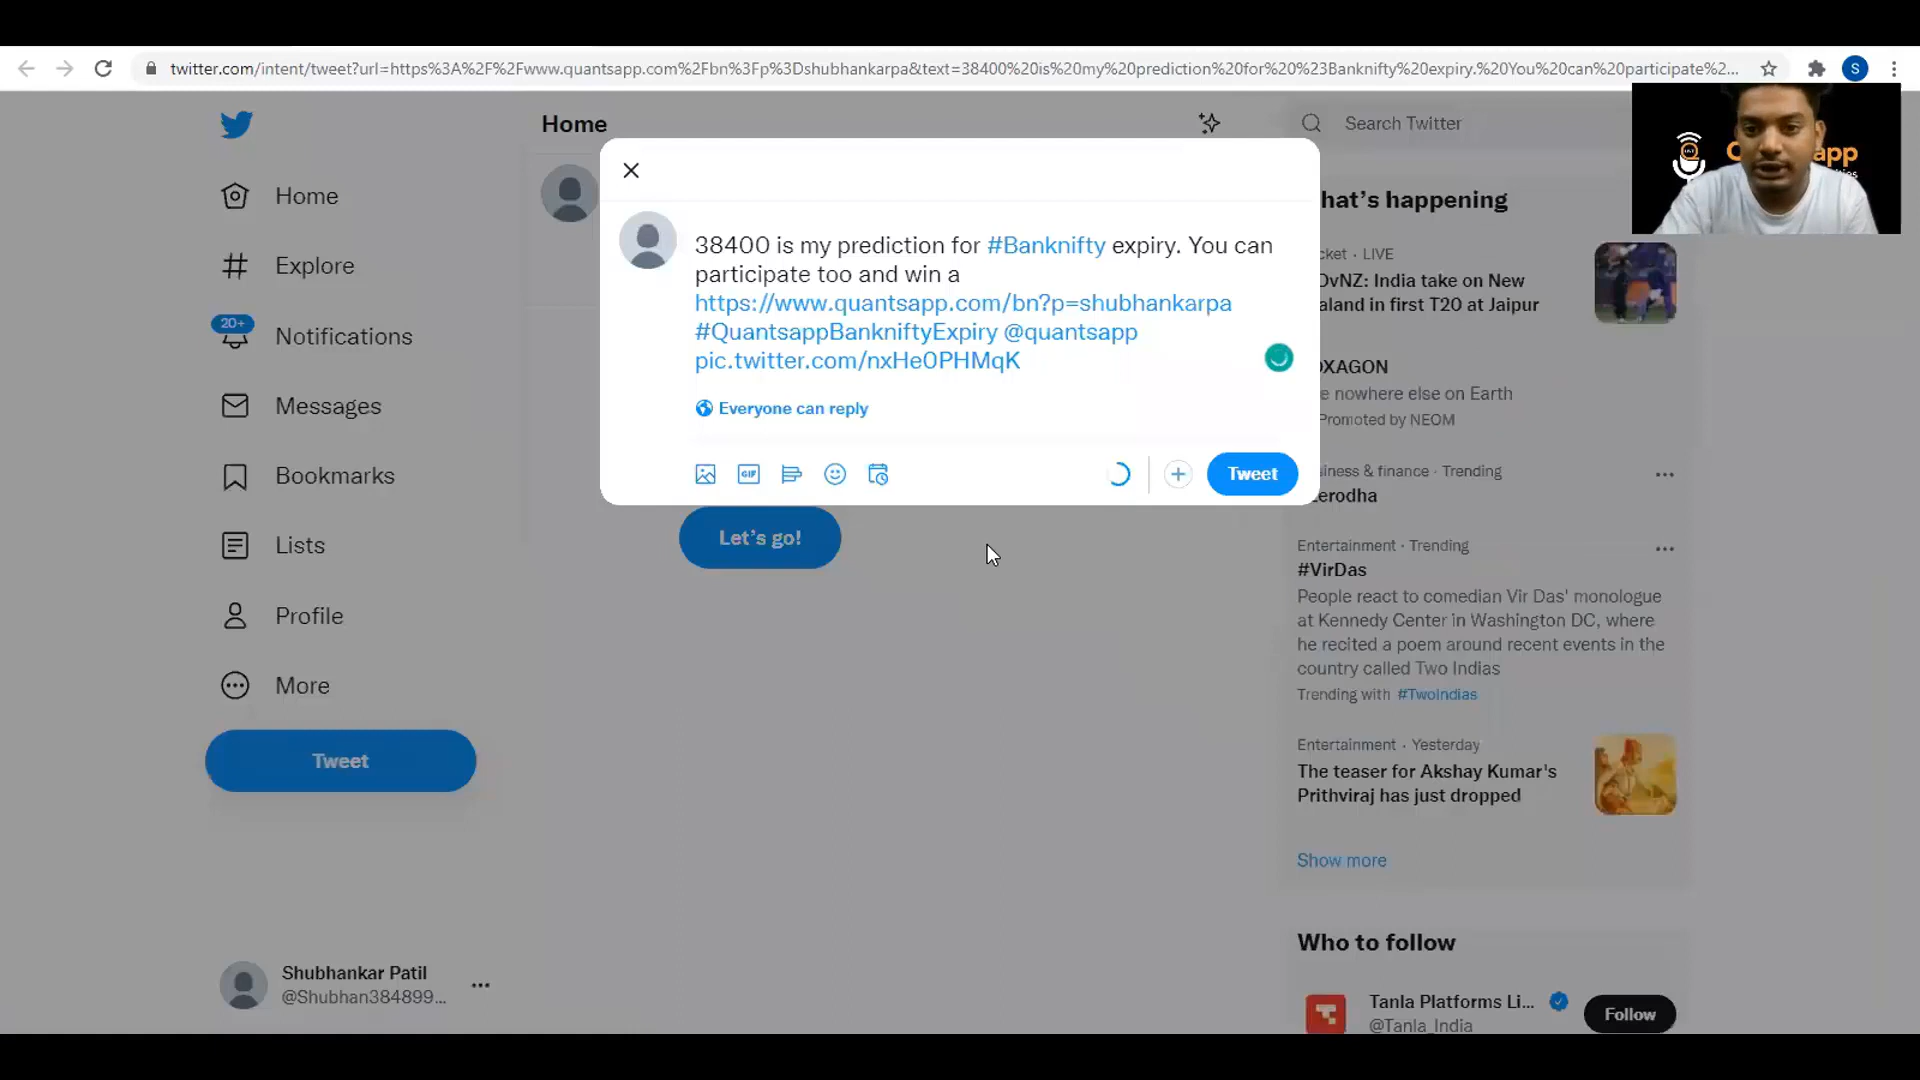 twitter.com/intent/tweet?url=https%3A%2F%2Fwww.quantsapp.com%2Fbn%3Fp%3Dshubhankarpa&text=38400%20is%20my%20prediction%20for%20%23Banknifty%20expiry.%20You%20can%20participate%2...
S
Home
Search Twitter
app
Home
Explore
20+
Notifications
Messages
Bookmarks
Lists
Profile
More
Tweet
Shubhankar Patil
@Shubhan384899...
38400 is my prediction for #Banknifty expiry. You can
participate too and win a
https://www.quantsapp.com/bn?p=shubhankarpa
#QuantsappBankniftyExpiry @quantsapp
pic.twitter.com/nxHe0PHMqK
Everyone can reply
GIF
Tweet
Let's go!
hat's happening
cket · LIVE
DvNZ: India take on New
aland in first T20 at Jaipur
OXAGON
e nowhere else on Earth
Promoted by NEOM
siness & finance · Trending
erodha
Entertainment · Trending
#VirDas
People react to comedian Vir Das' monologue
at Kennedy Center in Washington DC, where
he recited a poem around recent events in the
country called Two Indias
Trending with #TwoIndias
Entertainment · Yesterday
The teaser for Akshay Kumar's
Prithviraj has just dropped
Show more
Who to follow
Tanla Platforms Li...
@Tanla_India
Follow